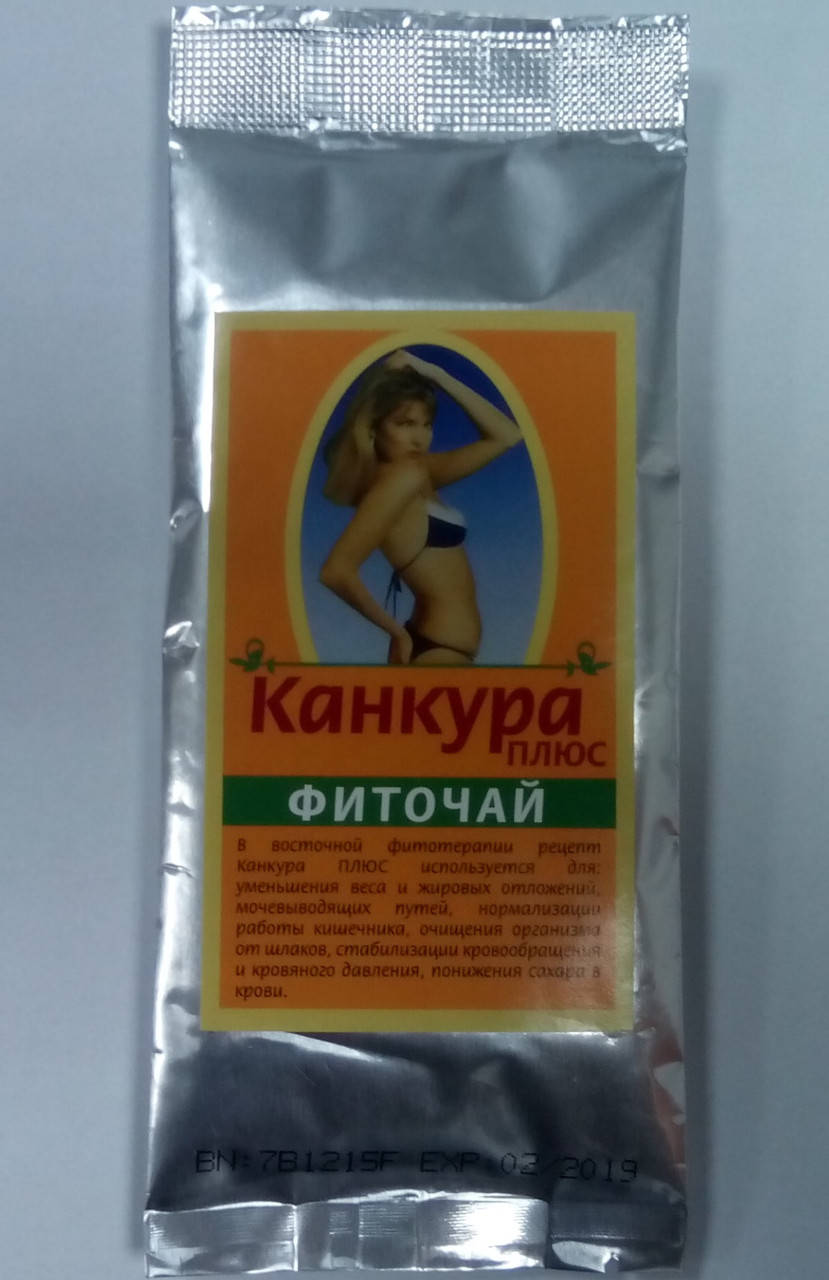 Канкура
ПЛЮС
ФИТОЧАЙ
В восточной фитотерапии рецепт
Канкура ПЛЮС используется для:
уменьшения веса и жировых отложений,
мочевыводящих путей, нормализации
работы кишечника, очищения организма
от шлаков, стабилизации кровообращения
и кровяного давления, понижения сахара в
крови.
BN:7B1215F EXP:02/2019